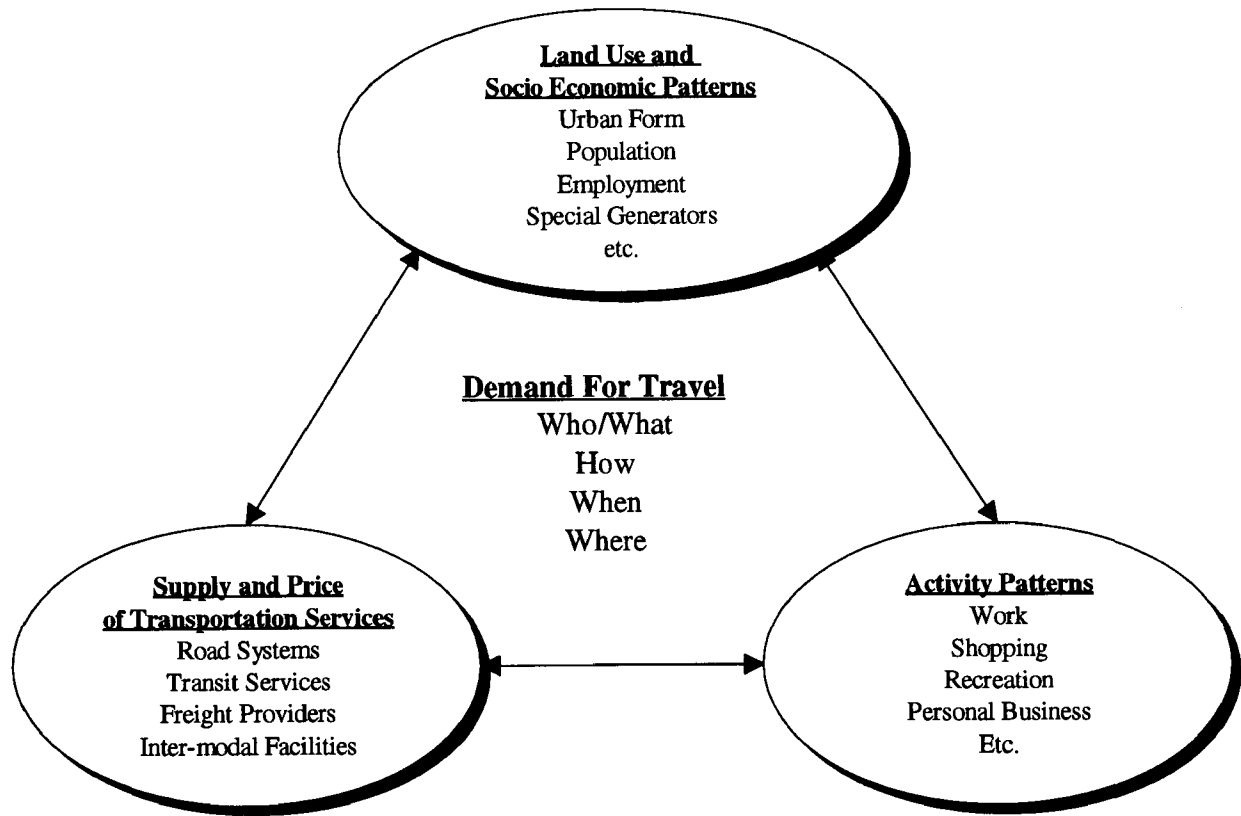 Land Use and
Socio Economic Patterns
Urban Form
Population
Employment
Special Generators
etc.
Demand For Travel
Who/What
How
When
Where
Supply and Price
of Transportation Services
Road Systems
Transit Services
Freight Providers
Inter-modal Facilities
Activity Patterns
Work
Shopping
Recreation
Personal Business
Etc.